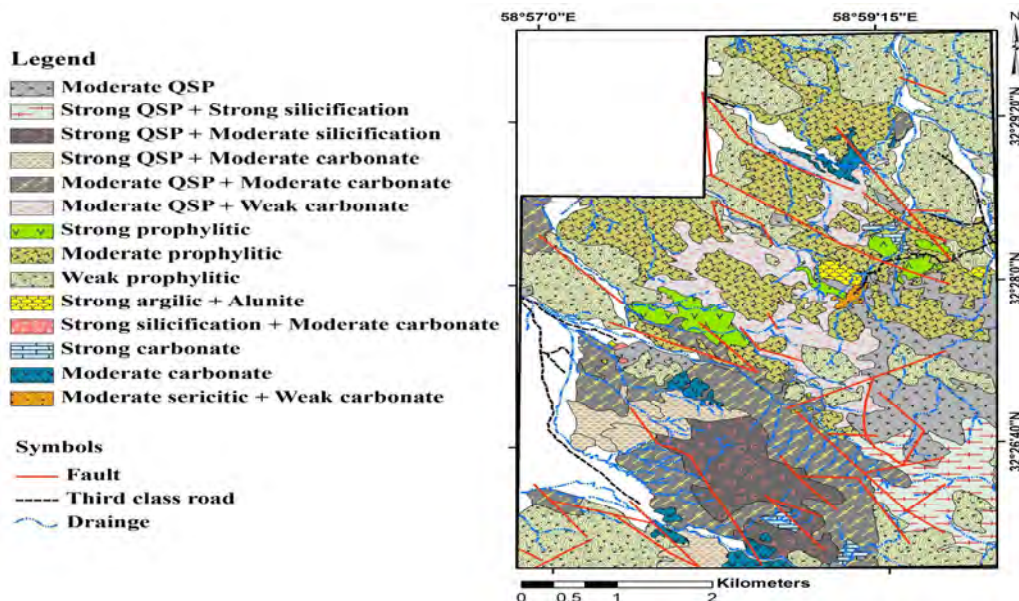 58°57'0"E
58°59'15"E
N
Legend
Moderate QSP
Strong QSP + Strong silicification
Strong QSP + Moderate silicification
Strong QSP + Moderate carbonate
Moderate QSP + Moderate carbonate
Moderate QSP + Weak carbonate
Strong prophylitic
Moderate prophylitic
Weak prophylitic
Strong argilic + Alunite
Strong silicification + Moderate carbonate
Strong carbonate
Moderate carbonate
Moderate sericitic + Weak carbonate
Symbols
Fault
Third class road
Drainge
32°29'20"N
32°28'0"N
32°26'40"N
Kilometers
0 0.5 1 2